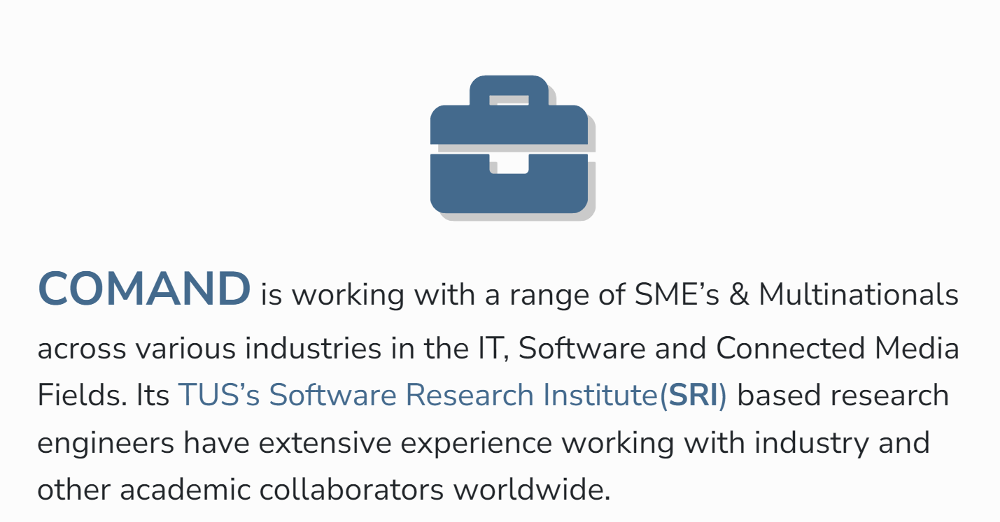 COMAND is working with a range of SME’s & Multinationals
across various industries in the IT, Software and Connected Media
Fields. Its TUS’s Software Research Institute(SRI) based research
engineers have extensive experience working with industry and
other academic collaborators worldwide.